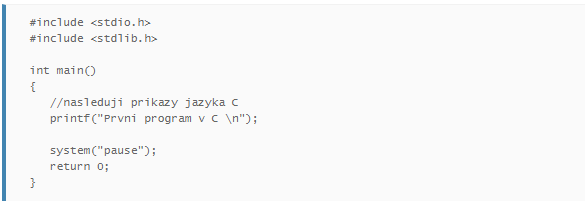 #include <stdio.h>
#include <stdlib.h>
int main()
{
//nasleduji prikazy jazyka C
printf("Prvni program v C \n");
system("pause");
return 0;
}